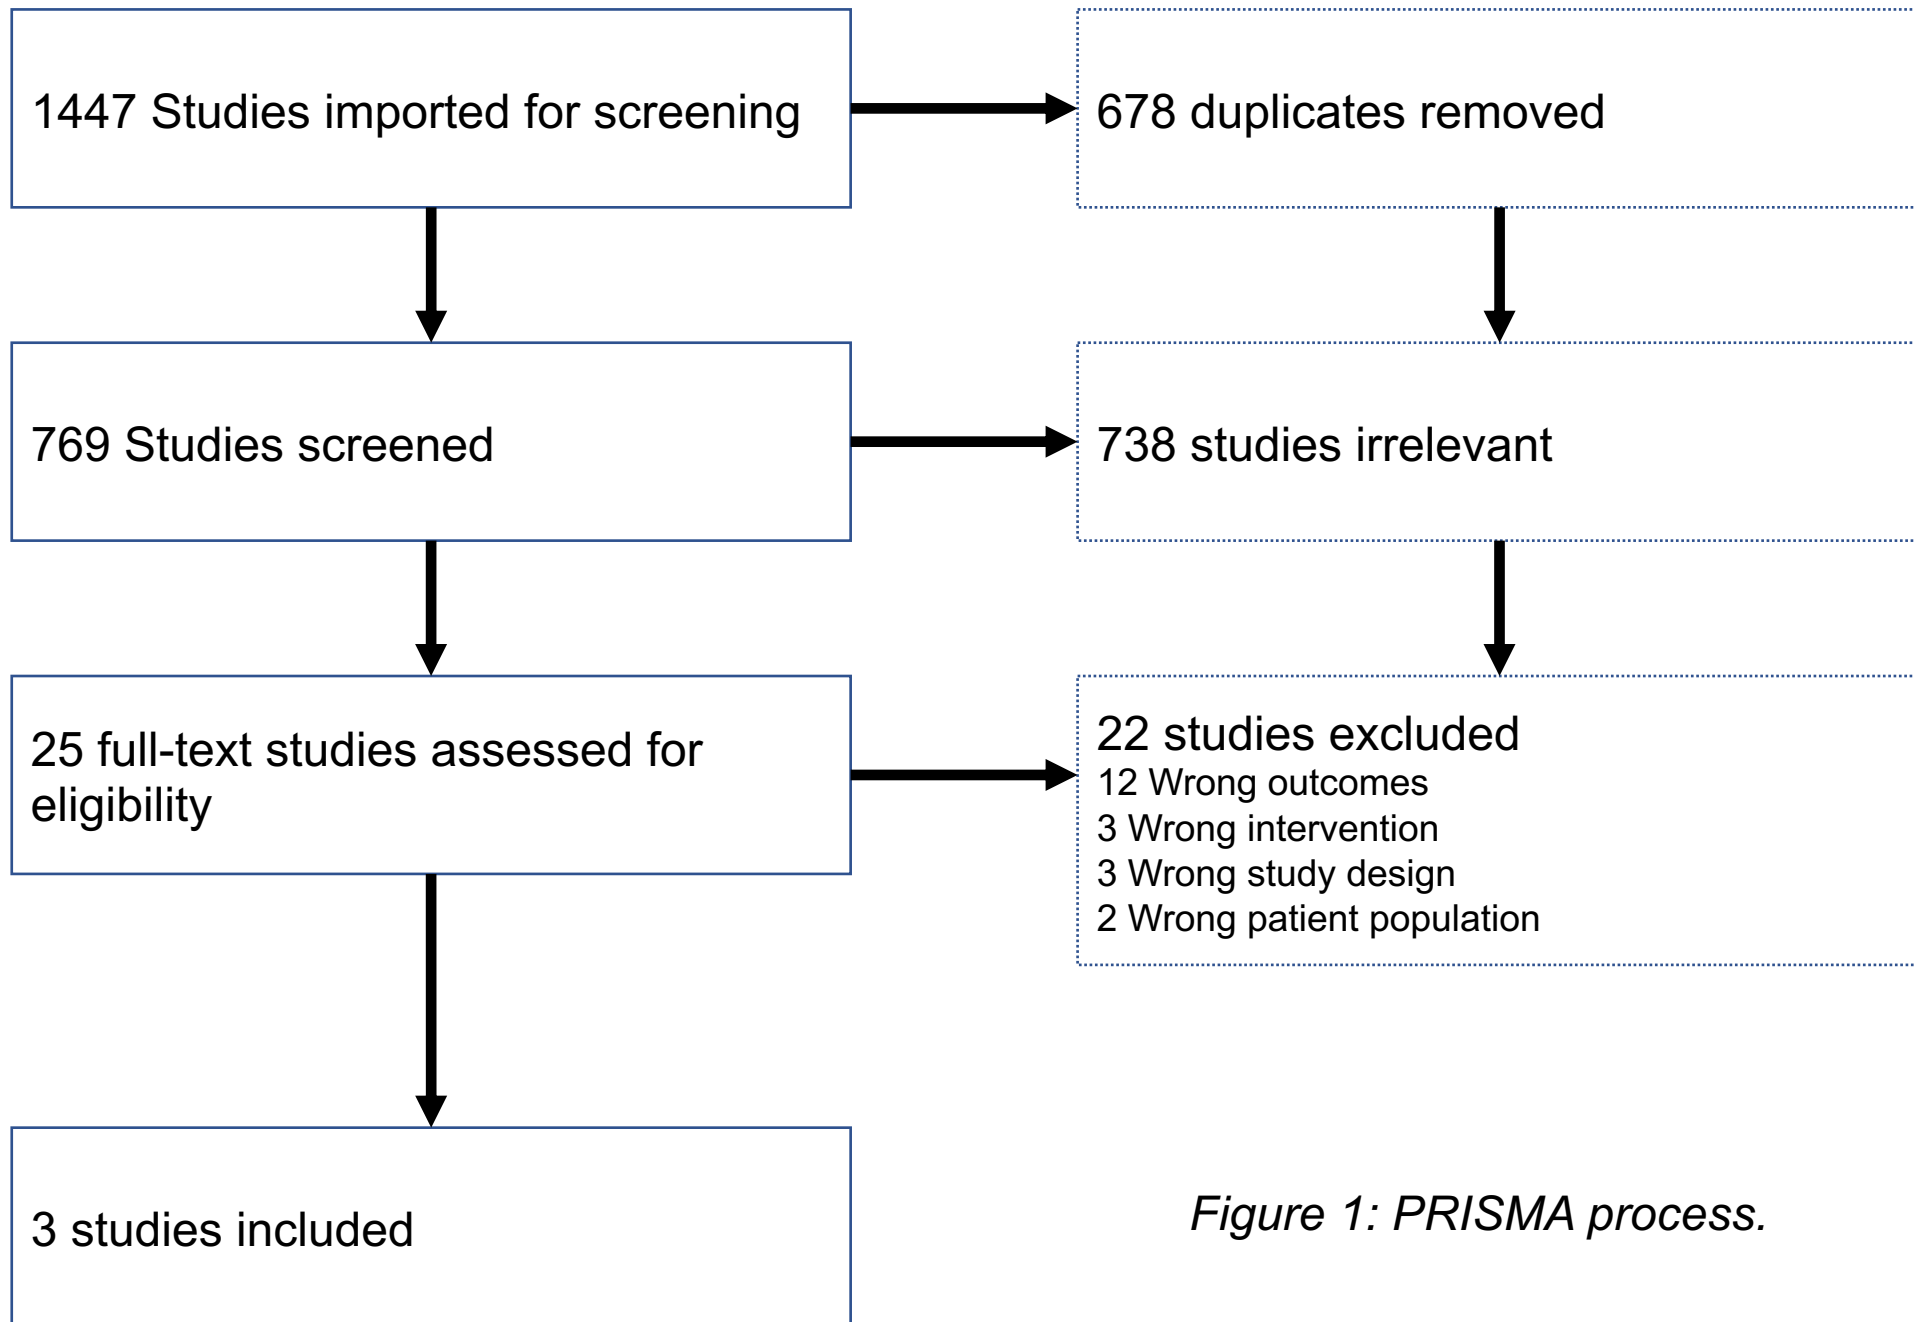 1447 Studies imported for screening
678 duplicates removed
769 Studies screened
738 studies irrelevant
25 full-text studies assessed for
eligibility
22 studies excluded
12 Wrong outcomes
3 Wrong intervention
3 Wrong study design
2 Wrong patient population
3 studies included
Figure 1: PRISMA process.